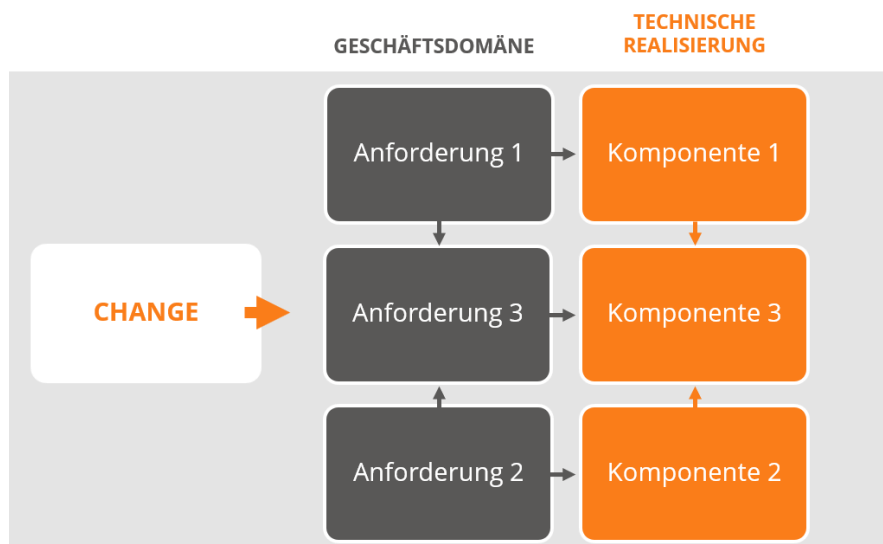 GESCHÄFTSDOMÄNE
TECHNISCHE
REALISIERUNG
Anforderung 1
Komponente 1
CHANGE
Anforderung 3
Komponente 3
Anforderung 2
Komponente 2